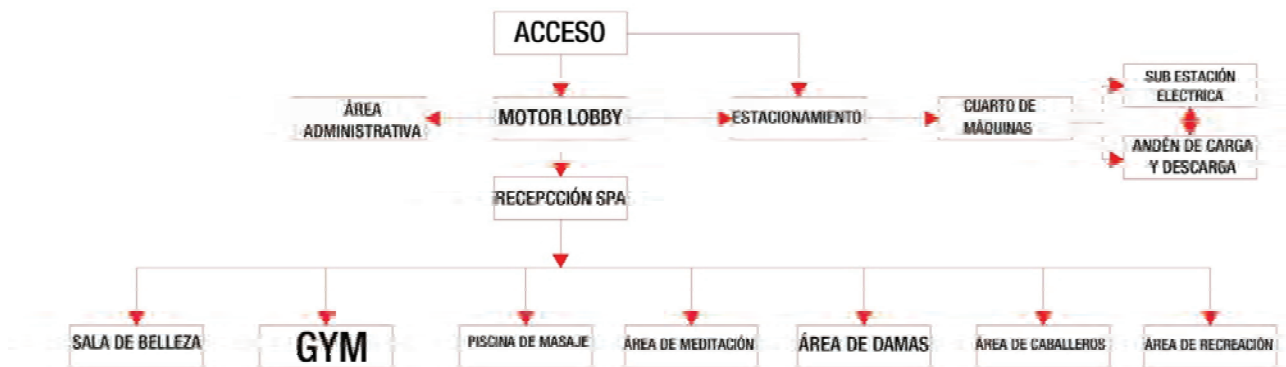 ACCESO
ÁREA
ADMINISTRATIVA
MOTOR LOBBY
ESTACIONAMIENTO
CUARTO DE
MÁQUINAS
SUB ESTACIÓN
ELECTRICA
ANDÉN DE CARGA
Y DESCARGA
RECEPCCIÓN SPA
SALA DE BELLEZA
GYM
PISCINA DE MASAJE
ÁREA DE MEDITACIÓN
ÁREA DE DAMAS
ÁREA DE CABALLEROS
ÁREA DE RECREACIÓN